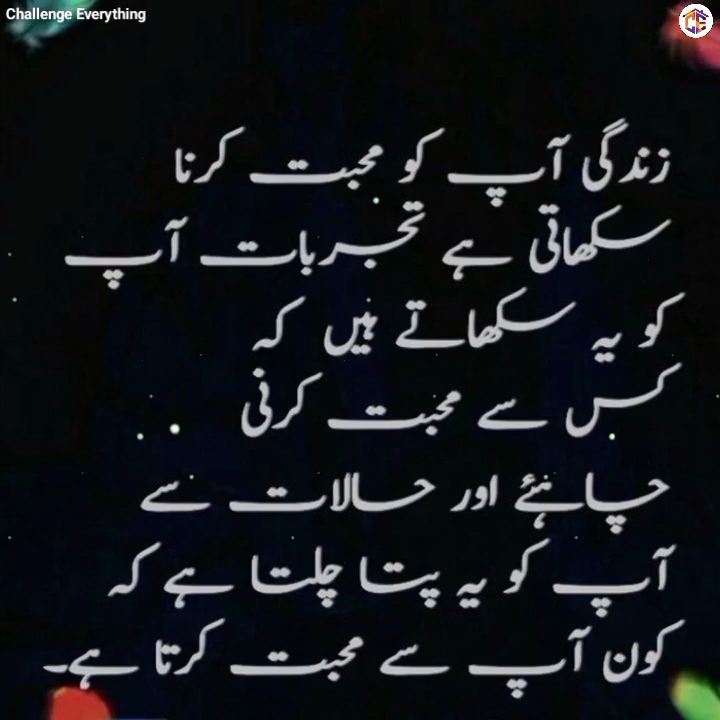 Challenge Everything
زندگی آپ کو محبت کرنا
سکھاتی ہے تجربات آپ
کو یہ سکھاتے ہیں کہ
کس سے محبت کرنی
چاہئے اور حالات سے
آپ کو یہ پتا چلتا ہے کہ
کون آپ سے محبت کرتا ہے۔